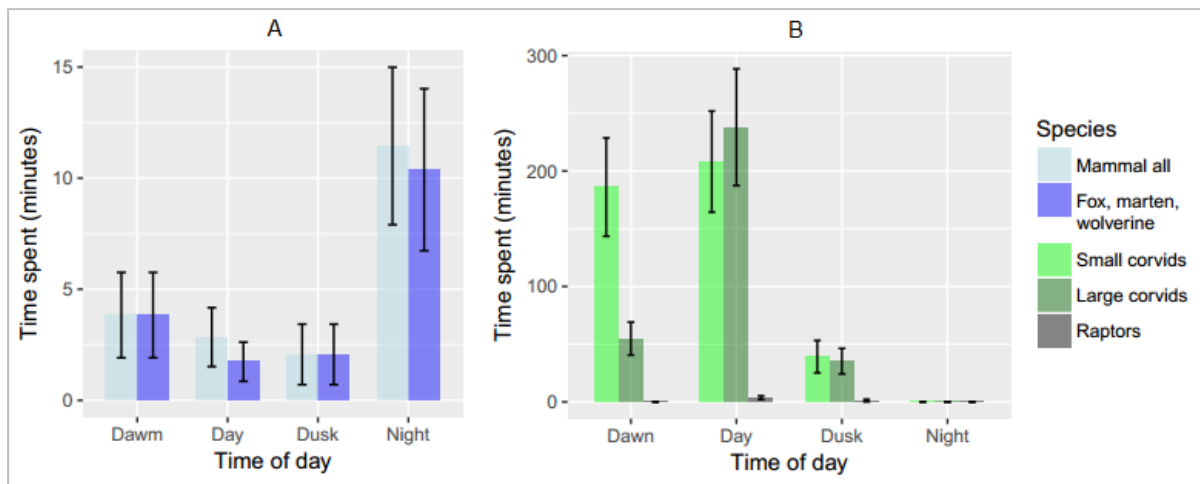 A
B
Time spent (minutes)
15
10
5
0
Dawm Day Dusk Night
Time of day
Time spent (minutes)
300
200
100
0
Dawn Day Dusk Night
Time of day
Species
Mammal all
Fox, marten,
wolverine
Small corvids
Large corvids
Raptors